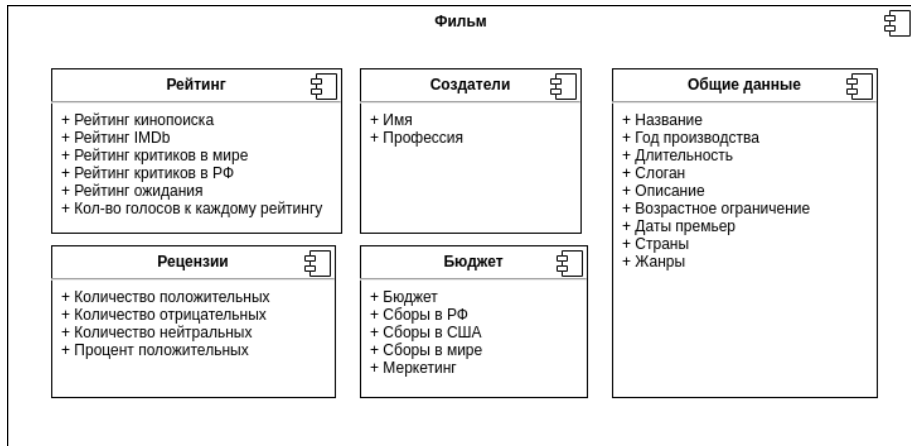 Фильм
Рейтинг
+ Рейтинг кинопоиска
+ Рейтинг IMDb
+ Рейтинг критиков в мире
+ Рейтинг критиков в РФ
+ Рейтинг ожидания
+ Кол-во голосов к каждому рейтингу
Создатели
+ Имя
+ Профессия
Общие данные
+ Название
+ Год производства
+ Длительность
+ Слоган
+ Описание
+ Возрастное ограничение
+ Даты премьер
+ Страны
+ Жанры
Рецензии
+ Количество положительных
+ Количество отрицательных
+ Количество нейтральных
+ Процент положительных
Бюджет
+ Бюджет
+ Сборы в РФ
+ Сборы в США
+ Сборы в мире
+ Меркетинг